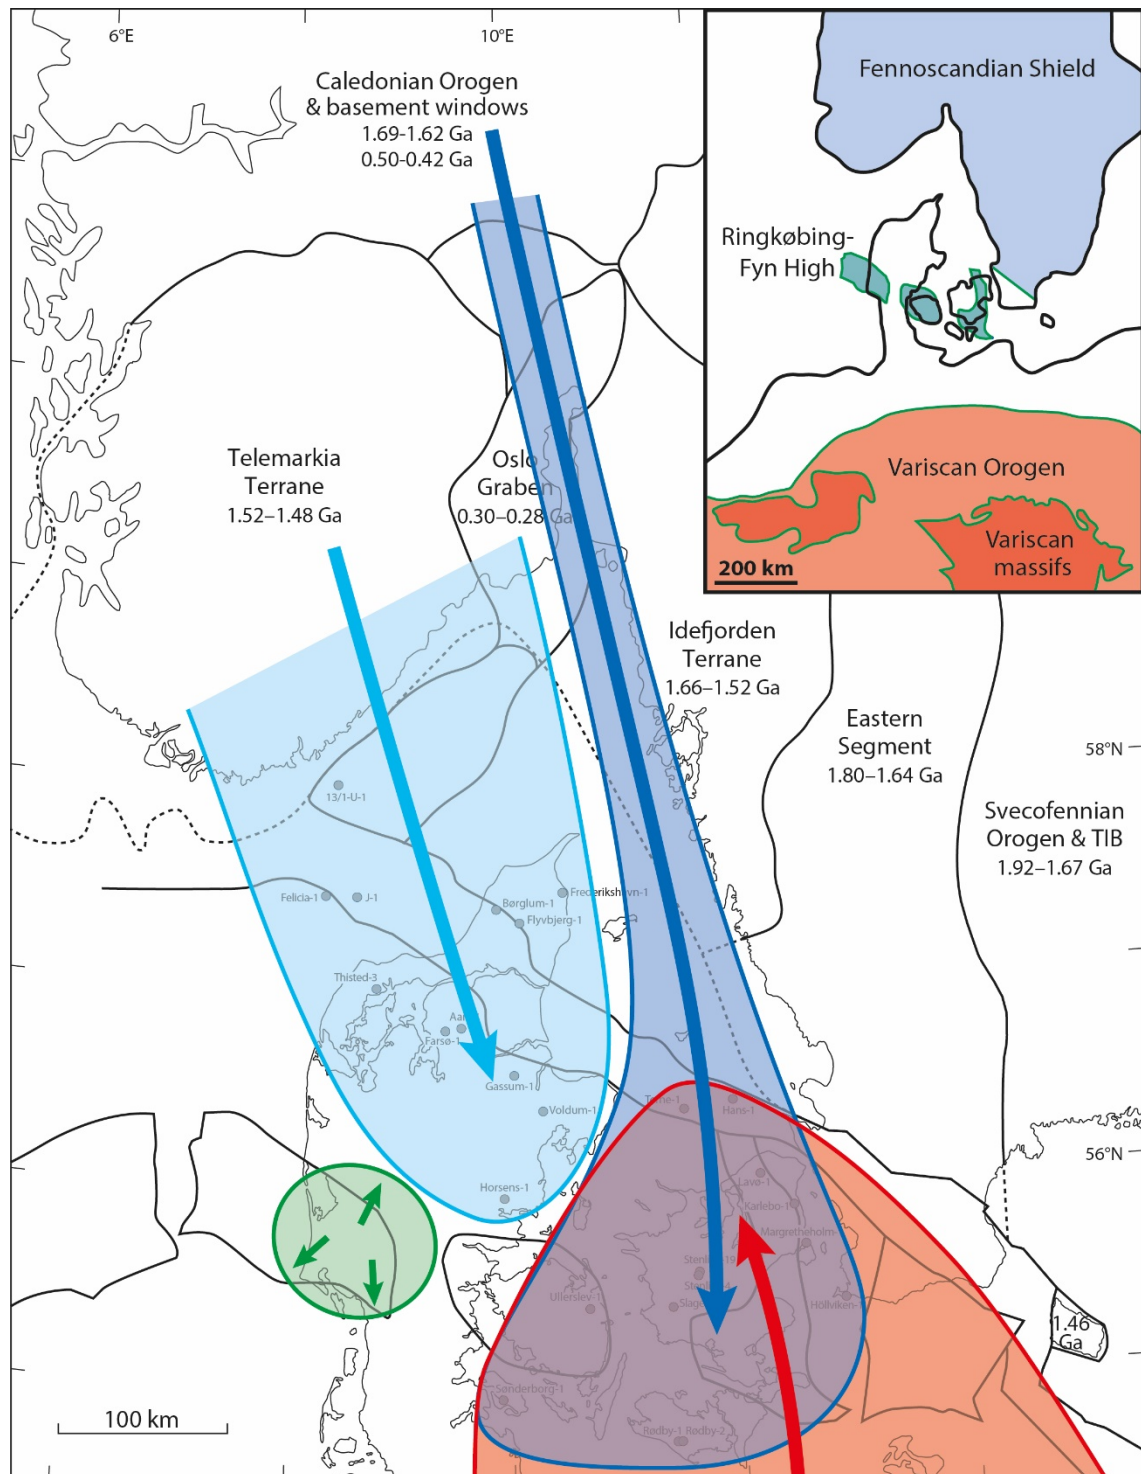 6°E
10°E
Caledonian Orogen
& basement windows
1.69-1.62 Ga
0.50-0.42 Ga
Fennoscandian Shield
Ringkøbing-
Fyn High
Variscan Orogen
Variscan
massifs
200 km
Telemarkia
Terrane
1.52–1.48 Ga
Oslo
Graben
0.30–0.28 Ga
Idefjorden
Terrane
1.66–1.52 Ga
Eastern
Segment
1.80–1.64 Ga
58°N
Svecofennian
Orogen & TIB
1.92–1.67 Ga
13/1-U-1
Felicia-1
J-1
Frederikshavn-1
Børglum-1
Flyvbjerg-1
Thisted-3
Farsø-1
Gassum-1
Voldum-1
Terne-1
Hans-1
56°N
Horsens-1
Lavø-1
Karlebo-1
Margretheholm-
Ullerslev-1
Höllviken-
1.46
Ga
Sønderborg-1
Rødby-1 Rødby-2
100 km